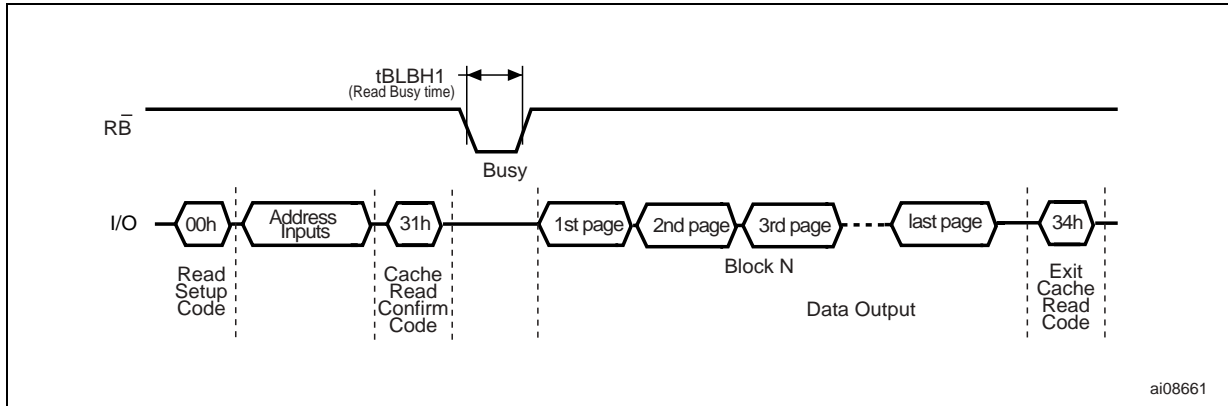 tBLBH1
(Read Busy time)
RB̅
Busy
I/O
00h
Address
Inputs
31h
1st page
2nd page
3rd page
last page
34h
Read
Setup
Code
Cache
Read
Confirm
Code
Block N
Data Output
Exit
Cache
Read
Code
ai08661